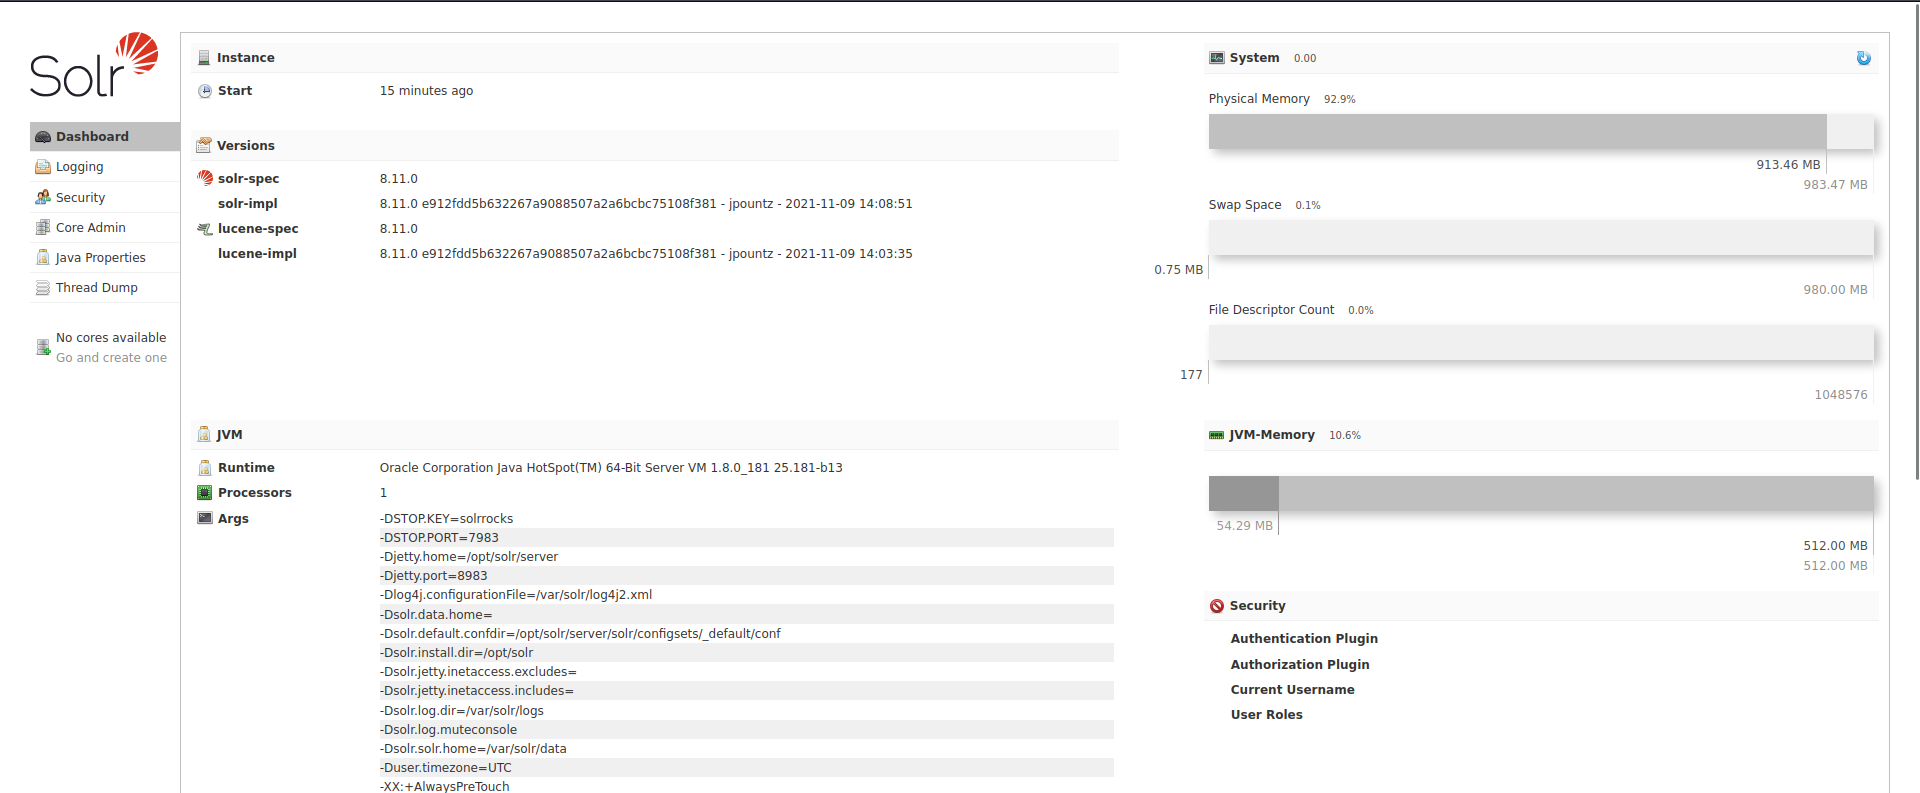 Solr
Dashboard
Logging
Security
Core Admin
Java Properties
Thread Dump
No cores available
Go and create one
Instance
Start 15 minutes ago
Versions
solr-spec 8.11.0
solr-impl 8.11.0 e912fdd5b632267a9088507a2a6bcbc75108f381 - jpountz - 2021-11-09 14:08:51
lucene-spec 8.11.0
lucene-impl 8.11.0 e912fdd5b632267a9088507a2a6bcbc75108f381 - jpountz - 2021-11-09 14:03:35
JVM
Runtime Oracle Corporation Java HotSpot(TM) 64-Bit Server VM 1.8.0_181 25.181-b13
Processors 1
Args -DSTOP.KEY=solrrocks
-DSTOP.PORT=7983
-Djetty.home=/opt/solr/server
-Djetty.port=8983
-Dlog4j.configurationFile=/var/solr/log4j2.xml
-Dsolr.data.home=
-Dsolr.default.confdir=/opt/solr/server/solr/configsets/_default/conf
-Dsolr.install.dir=/opt/solr
-Dsolr.jetty.inetaccess.excludes=
-Dsolr.jetty.inetaccess.includes=
-Dsolr.log.dir=/var/solr/logs
-Dsolr.log.muteconsole
-Dsolr.solr.home=/var/solr/data
-Duser.timezone=UTC
-XX:+AlwaysPreTouch
System 0.00
Physical Memory 92.9%
913.46 MB
983.47 MB
Swap Space 0.1%
0.75 MB
980.00 MB
File Descriptor Count 0.0%
177
1048576
JVM-Memory 10.6%
54.29 MB
512.00 MB
512.00 MB
Security
Authentication Plugin
Authorization Plugin
Current Username
User Roles